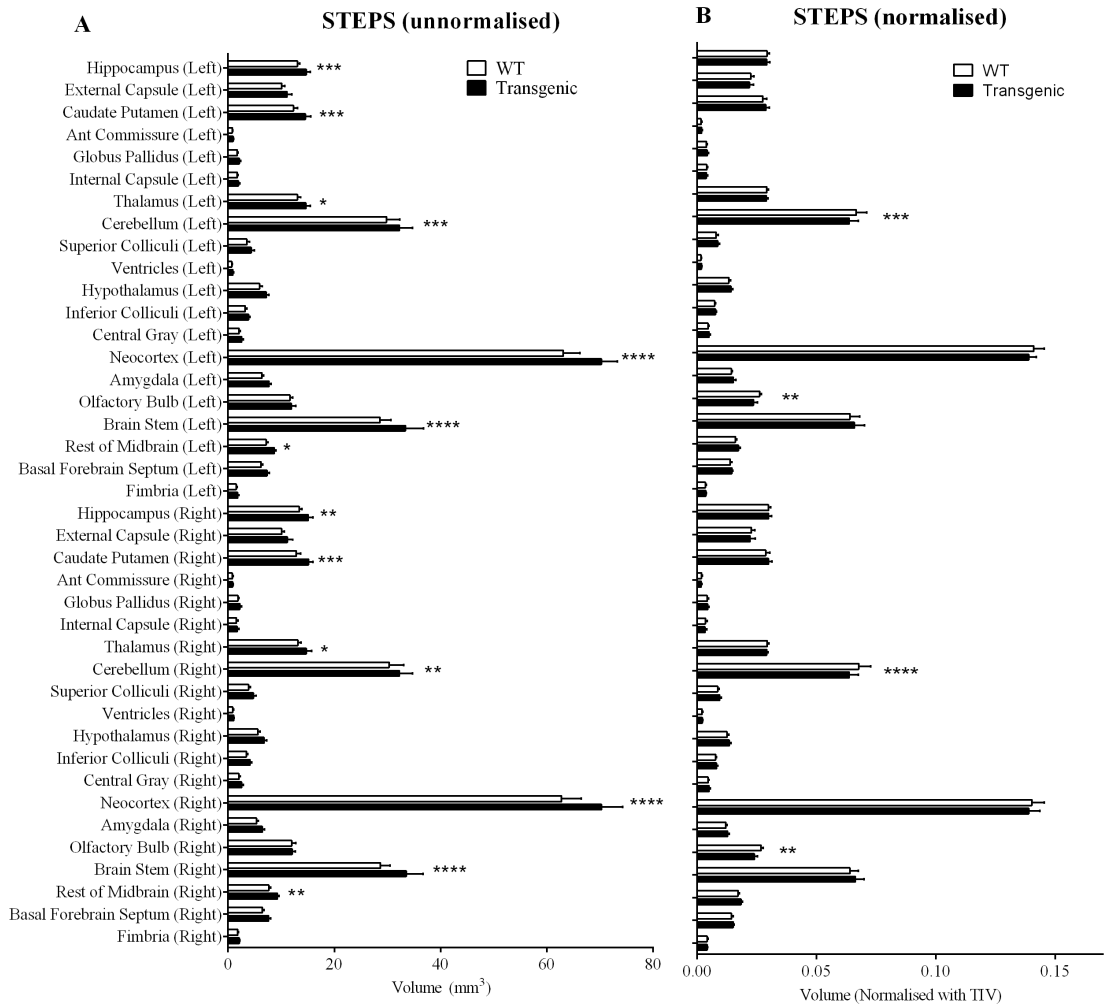 A
STEPS (unnormalised)
WT
Transgenic
Hippocampus (Left)
***
External Capsule (Left)
Caudate Putamen (Left)
***
Ant Commissure (Left)
Globus Pallidus (Left)
Internal Capsule (Left)
Thalamus (Left)
*
Cerebellum (Left)
***
Superior Colliculi (Left)
Ventricles (Left)
Hypothalamus (Left)
Inferior Colliculi (Left)
Central Gray (Left)
Neocortex (Left)
****
Amygdala (Left)
Olfactory Bulb (Left)
Brain Stem (Left)
****
Rest of Midbrain (Left)
*
Basal Forebrain Septum (Left)
Fimbria (Left)
Hippocampus (Right)
**
External Capsule (Right)
Caudate Putamen (Right)
***
Ant Commissure (Right)
Globus Pallidus (Right)
Internal Capsule (Right)
Thalamus (Right)
*
Cerebellum (Right)
**
Superior Colliculi (Right)
Ventricles (Right)
Hypothalamus (Right)
Inferior Colliculi (Right)
Central Gray (Right)
Neocortex (Right)
****
Amygdala (Right)
Olfactory Bulb (Right)
Brain Stem (Right)
****
Rest of Midbrain (Right)
**
Basal Forebrain Septum (Right)
Fimbria (Right)
0 20 40 60 80
Volume (mm³)
B
STEPS (normalised)
WT
Transgenic
***
**
****
**
0.00 0.05 0.10 0.15
Volume (Normalised with TIV)